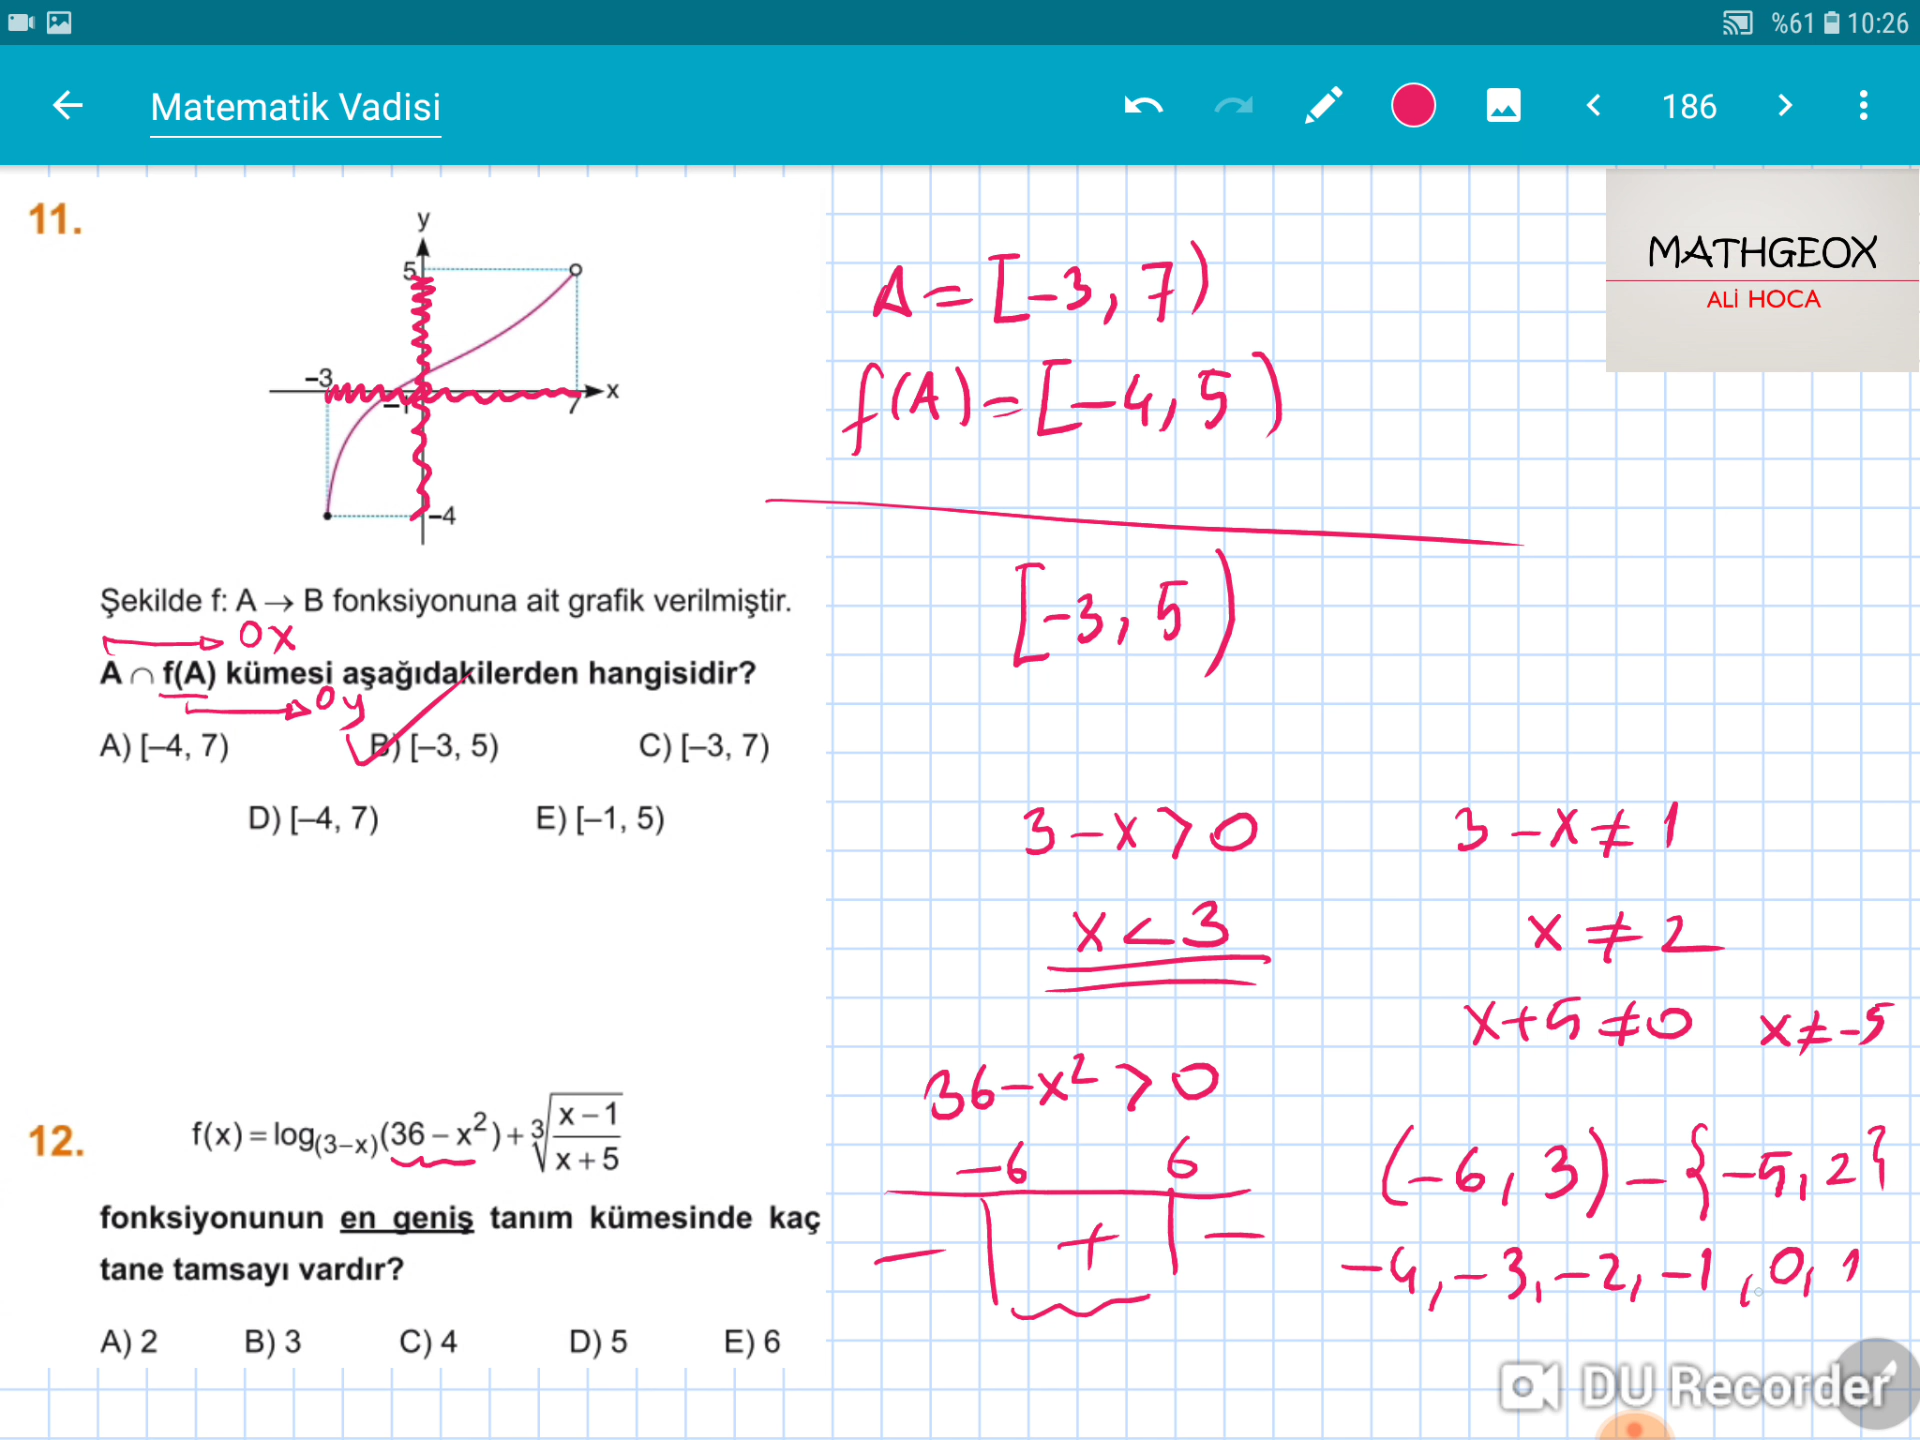 %61 10:26
Matematik Vadisi
186
MATHGEOX
ALİ HOCA
11.
y
5
-3
-1
7
x
-4
A=[-3,7)
f(A)=[-4,5)
[-3,5)
Şekilde f: A → B fonksiyonuna ait grafik verilmiştir.
0x
A ∩ f(A) kümesi aşağıdakilerden hangisidir?
0y
A) [–4, 7) B) [–3, 5) C) [–3, 7)
D) [–4, 7) E) [–1, 5)
3-x>0
x<3
3-x≠1
x≠2
x+5≠0 x≠-5
36-x²>0
-6 6
- + -
(-6,3)-{-5,2}
-4,-3,-2,-1,0,1
12.
f(x) = log₍₃₋ₓ₎(36 – x²) + ∛((x – 1)/(x + 5))
fonksiyonunun en geniş tanım kümesinde kaç
tane tamsayı vardır?
A) 2 B) 3 C) 4 D) 5 E) 6
DU Recorder